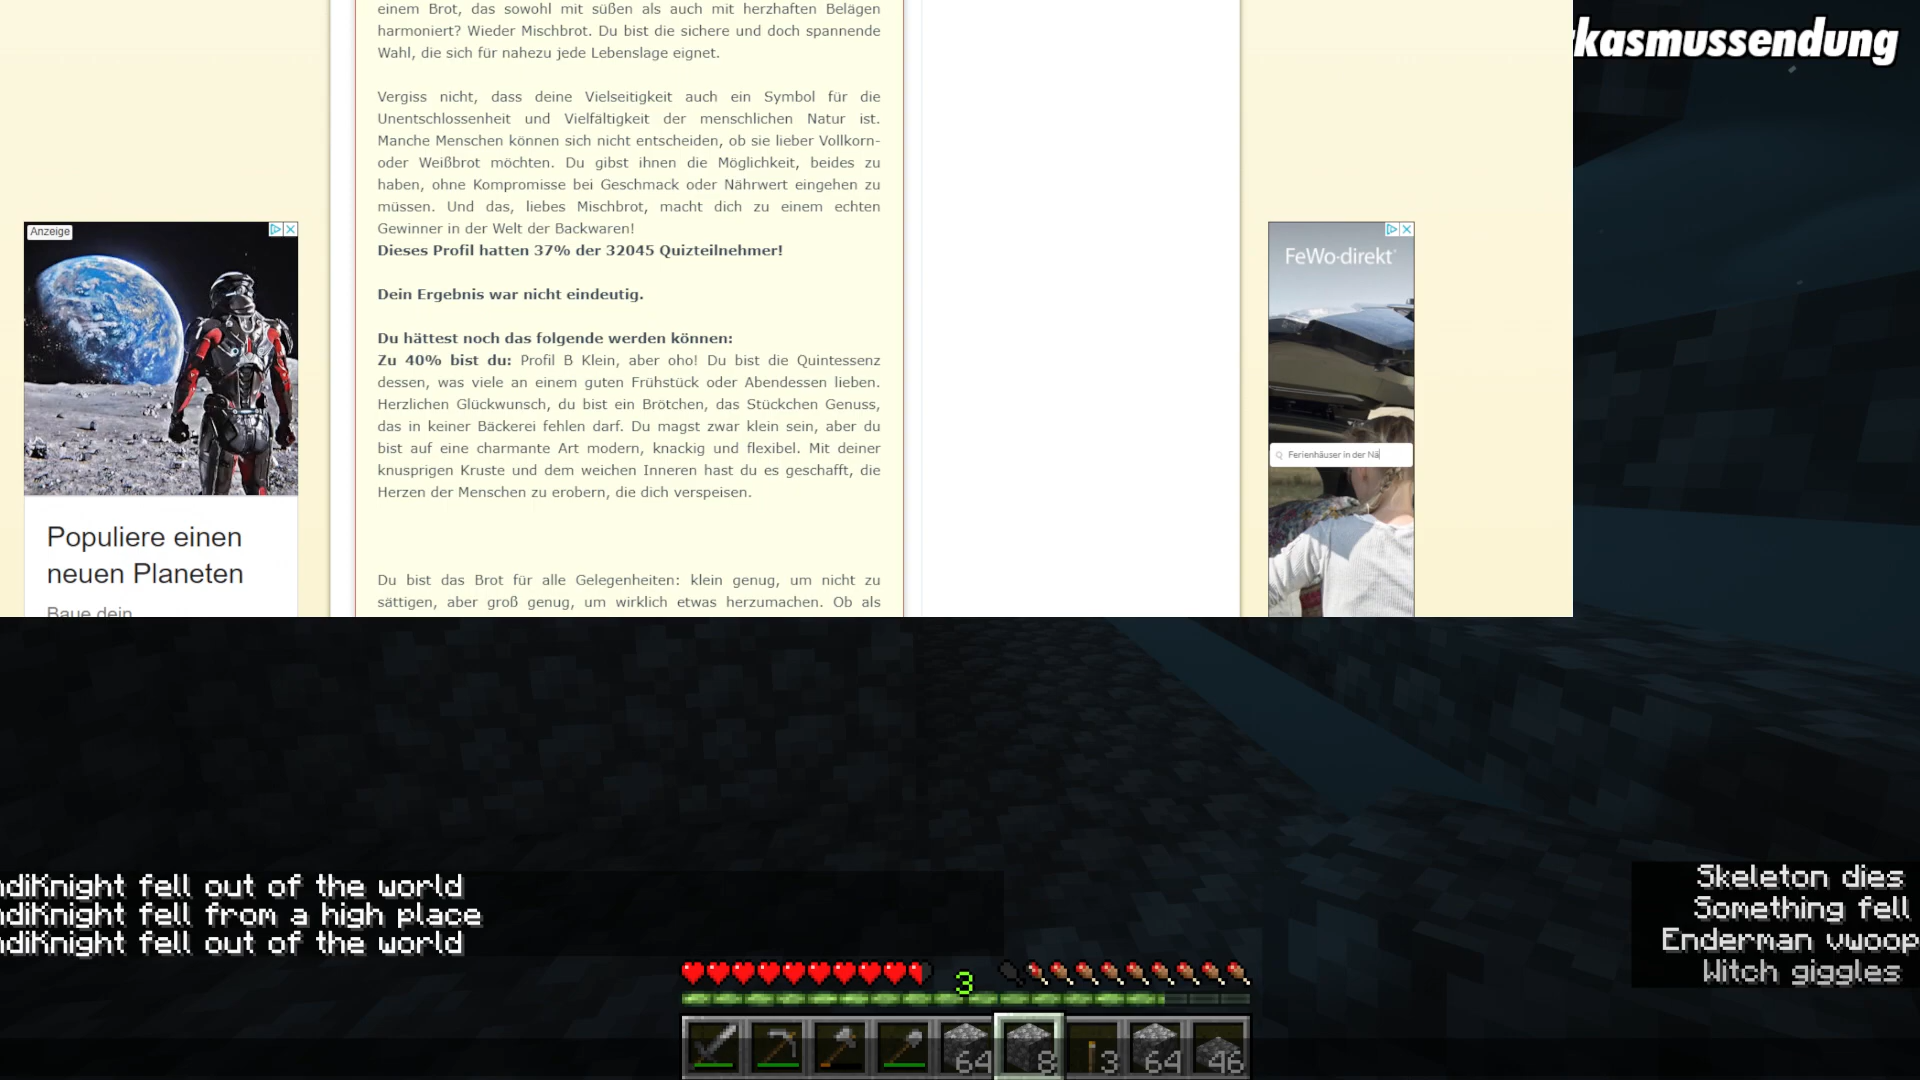 einem Brot, das sowohl mit süßen als auch mit herzhaften Belägen
harmoniert? Wieder Mischbrot. Du bist die sichere und doch spannende
Wahl, die sich für nahezu jede Lebenslage eignet.
Vergiss nicht, dass deine Vielseitigkeit auch ein Symbol für die
Unentschlossenheit und Vielfältigkeit der menschlichen Natur ist.
Manche Menschen können sich nicht entscheiden, ob sie lieber Vollkorn-
oder Weißbrot möchten. Du gibst ihnen die Möglichkeit, beides zu
haben, ohne Kompromisse bei Geschmack oder Nährwert eingehen zu
müssen. Und das, liebes Mischbrot, macht dich zu einem echten
Gewinner in der Welt der Backwaren!
Dieses Profil hatten 37% der 32045 Quizteilnehmer!
Dein Ergebnis war nicht eindeutig.
Du hättest noch das folgende werden können:
Zu 40% bist du: Profil B Klein, aber oho! Du bist die Quintessenz
dessen, was viele an einem guten Frühstück oder Abendessen lieben.
Herzlichen Glückwunsch, du bist ein Brötchen, das Stückchen Genuss,
das in keiner Bäckerei fehlen darf. Du magst zwar klein sein, aber du
bist auf eine charmante Art modern, knackig und flexibel. Mit deiner
knusprigen Kruste und dem weichen Inneren hast du es geschafft, die
Herzen der Menschen zu erobern, die dich verspeisen.
Du bist das Brot für alle Gelegenheiten: klein genug, um nicht zu
sättigen, aber groß genug, um wirklich etwas herzumachen. Ob als
Anzeige
Populiere einen
neuen Planeten
Baue dein
FeWo-direkt
Ferienhäuser in der Nä
kasmussendung
ndiKnight fell out of the world
ndiKnight fell from a high place
ndiKnight fell out of the world
Skeleton dies
Something fell
Enderman vwoop
Witch giggles
3
64
8
3
64
46